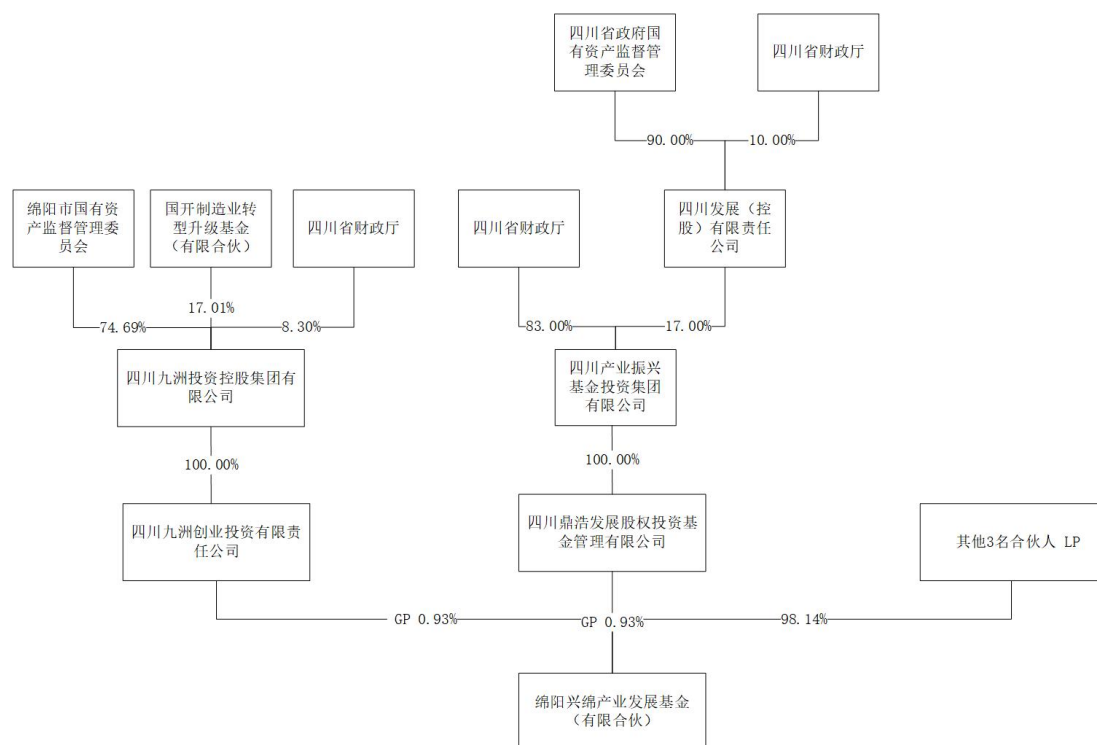 四川省政府国
有资产监督管
理委员会
四川省财政厅
90.00%
10.00%
绵阳市国有资
产监督管理委
员会
国开制造业转
型升级基金
（有限合伙）
四川省财政厅
四川省财政厅
四川发展（控
股）有限责任
公司
17.01%
74.69%
8.30%
83.00%
17.00%
四川九洲投资控股集团有
限公司
四川产业振兴
基金投资集团
有限公司
100.00%
100.00%
四川九洲创业投资有限责
任公司
四川鼎浩发展股权投资基
金管理有限公司
其他3名合伙人 LP
GP 0.93%
GP 0.93%
98.14%
绵阳兴绵产业发展基金
（有限合伙）